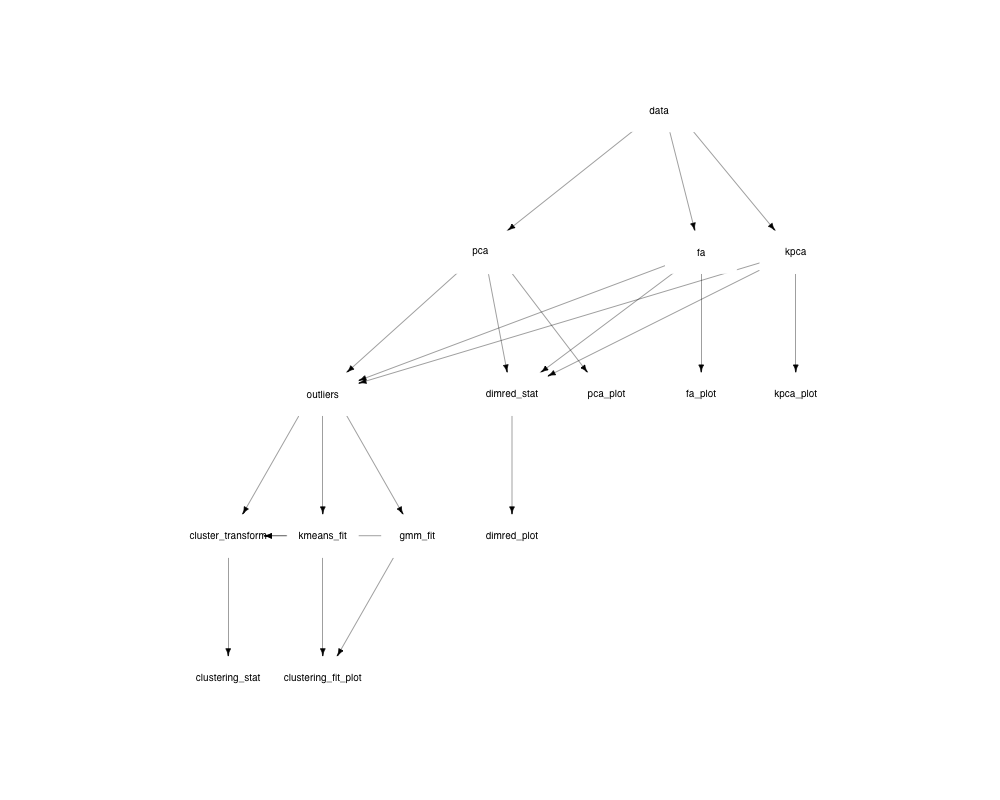 data
pca
fa
kpca
outliers
dimred_stat
pca_plot
fa_plot
kpca_plot
cluster_transform
kmeans_fit
gmm_fit
dimred_plot
clustering_stat
clustering_fit_plot